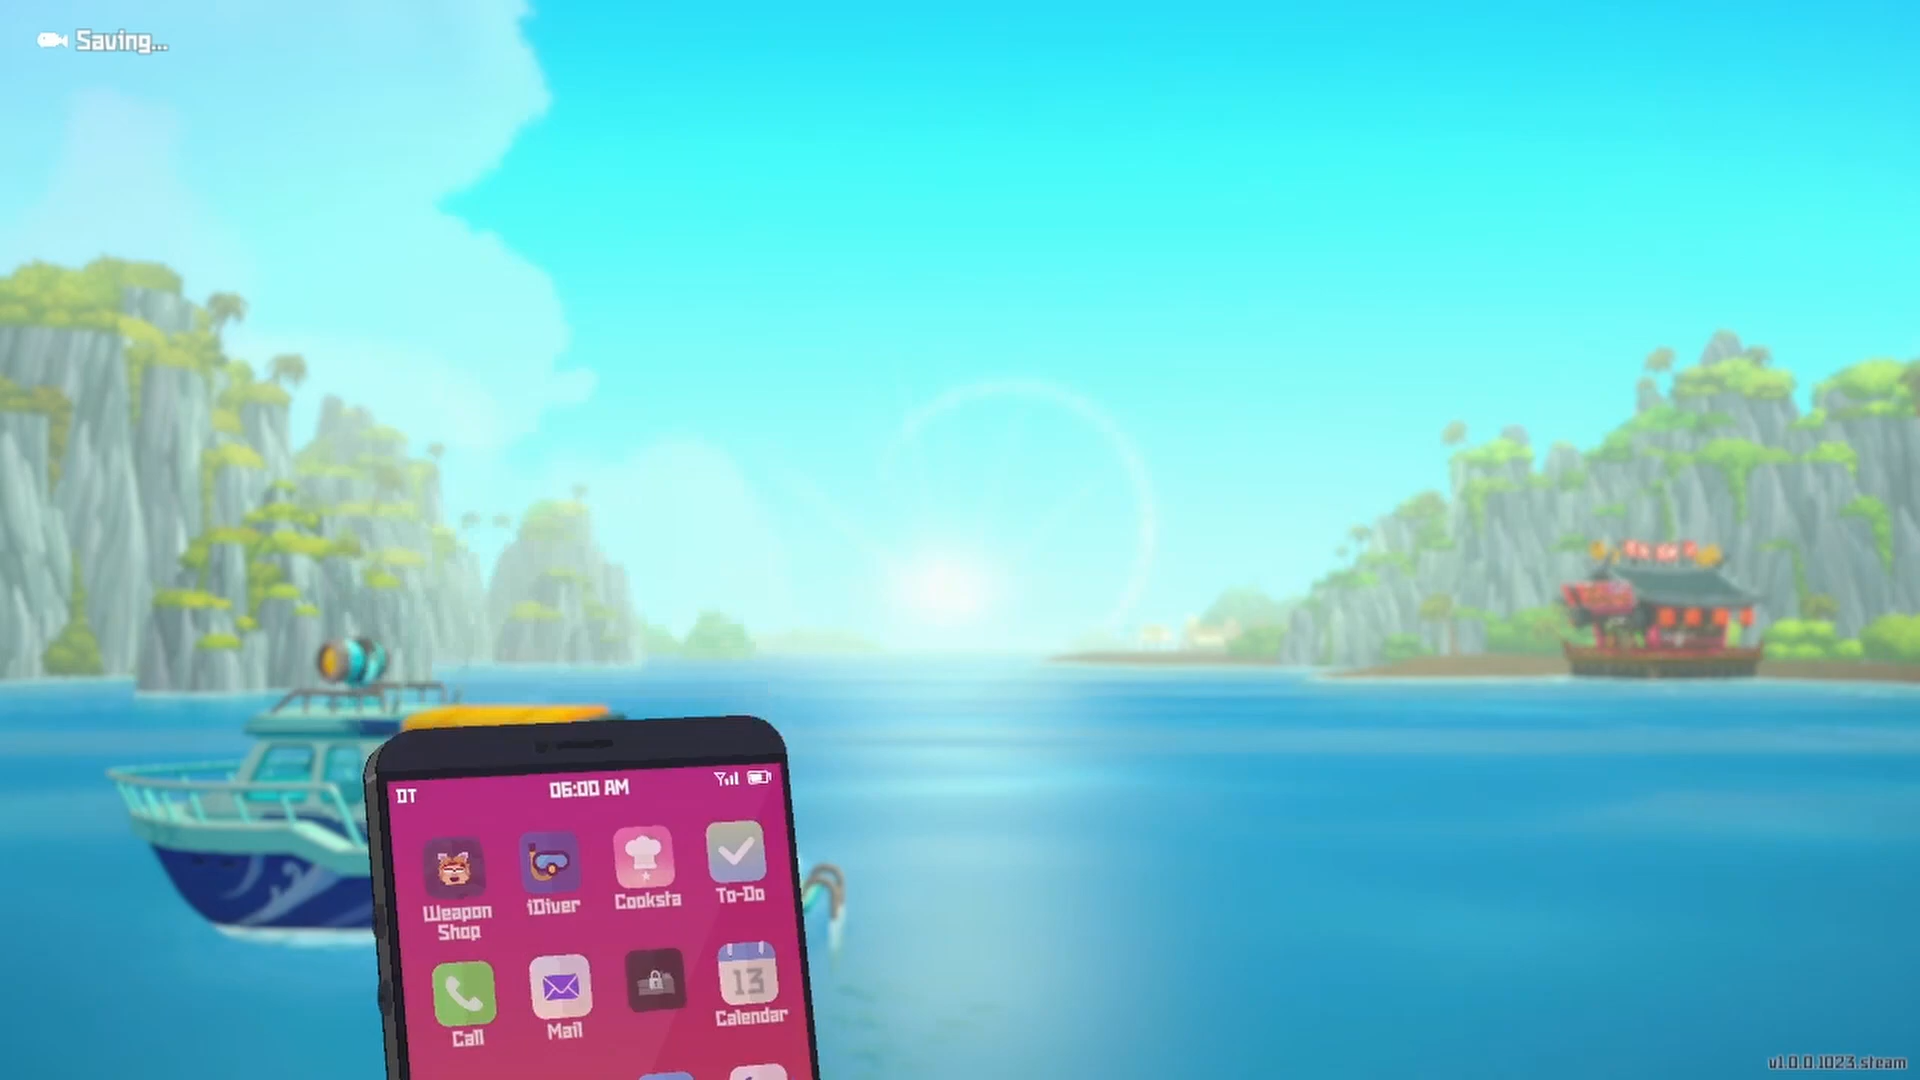 Saving...
DT 06:00 AM
Weapon Shop
iDiver
Cooksta
To-Do
Call
Mail
13
Calendar
v1.0.0.1023.steam